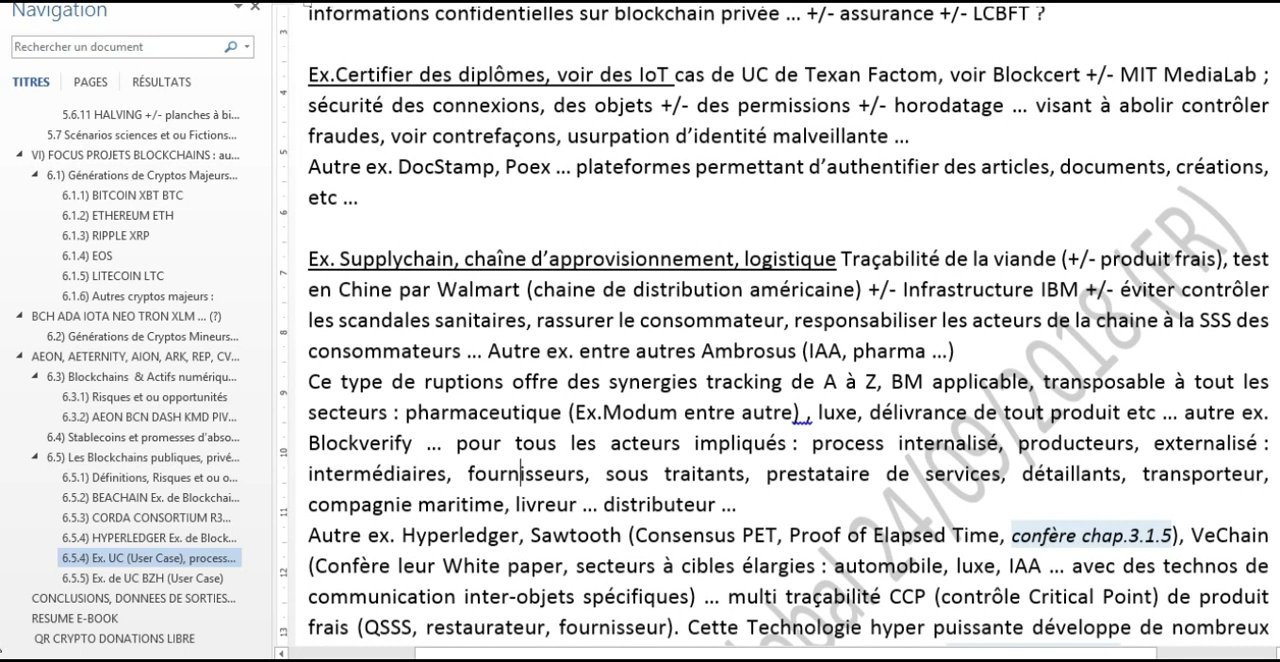 Navigation
Rechercher un document
TITRES PAGES RÉSULTATS
5.6.11 HALVING +/- planches à bi...
5.7 Scénarios sciences et ou Fictions...
VI) FOCUS PROJETS BLOCKCHAINS : au...
6.1) Générations de Cryptos Majeurs...
6.1.1) BITCOIN XBT BTC
6.1.2) ETHEREUM ETH
6.1.3) RIPPLE XRP
6.1.4) EOS
6.1.5) LITECOIN LTC
6.1.6) Autres cryptos majeurs :
BCH ADA IOTA NEO TRON XLM ... (?)
6.2) Générations de Cryptos Mineurs...
AEON, AETERNITY, AION, ARK, REP, CV...
6.3) Blockchains & Actifs numériqu...
6.3.1) Risques et ou opportunités
6.3.2) AEON BCN DASH KMD PIV...
6.4) Stablecoins et promesses d'abso...
6.5) Les Blockchains publiques, privé...
6.5.1) Définitions, Risques et ou o...
6.5.2) BEACHAIN Ex. de Blockchai...
6.5.3) CORDA CONSORTIUM R3...
6.5.4) HYPERLEDGER Ex. de Block...
6.5.4) Ex. UC (User Case), process...
6.5.5) Ex. de UC BZH (User Case)
CONCLUSIONS, DONNEES DE SORTIES...
RESUME E-BOOK
QR CRYPTO DONATIONS LIBRE
3
4
5
6
7
8
9
10
11
12
13
informations confidentielles sur blockchain privée ... +/- assurance +/- LCBFT ?
Ex.Certifier des diplômes, voir des IoT cas de UC de Texan Factom, voir Blockcert +/- MIT MediaLab ;
sécurité des connexions, des objets +/- des permissions +/- horodatage ... visant à abolir contrôler
fraudes, voir contrefaçons, usurpation d'identité malveillante ...
Autre ex. DocStamp, Poex ... plateformes permettant d'authentifier des articles, documents, créations,
etc ...
Ex. Supplychain, chaîne d'approvisionnement, logistique Traçabilité de la viande (+/- produit frais), test
en Chine par Walmart (chaine de distribution américaine) +/- Infrastructure IBM +/- éviter contrôler
les scandales sanitaires, rassurer le consommateur, responsabiliser les acteurs de la chaine à la SSS des
consommateurs ... Autre ex. entre autres Ambrosus (IAA, pharma ...)
Ce type de ruptions offre des synergies tracking de A à Z, BM applicable, transposable à tout les
secteurs : pharmaceutique (Ex.Modum entre autre) , luxe, délivrance de tout produit etc ... autre ex.
Blockverify ... pour tous les acteurs impliqués : process internalisé, producteurs, externalisé :
intermédiaires, fournisseurs, sous traitants, prestataire de services, détaillants, transporteur,
compagnie maritime, livreur ... distributeur ...
Autre ex. Hyperledger, Sawtooth (Consensus PET, Proof of Elapsed Time, confère chap.3.1.5), VeChain
(Confère leur White paper, secteurs à cibles élargies : automobile, luxe, IAA ... avec des technos de
communication inter-objets spécifiques) ... multi traçabilité CCP (contrôle Critical Point) de produit
frais (QSSS, restaurateur, fournisseur). Cette Technologie hyper puissante développe de nombreux
24/09/2018 (FR)